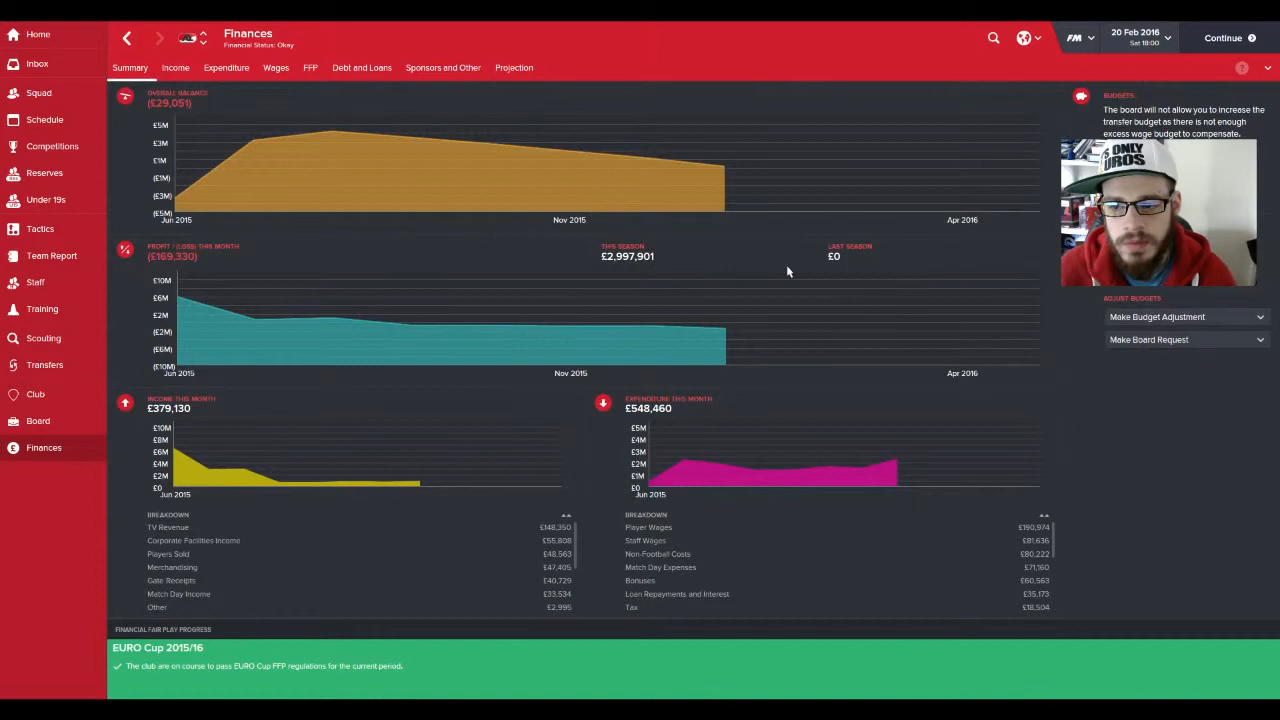 Home
Inbox
Squad
Schedule
Competitions
Reserves
Under 19s
Tactics
Team Report
Staff
Training
Scouting
Transfers
Club
Board
Finances
Finances
Financial Status: Okay
FM
20 Feb 2016
Sat 18:00
Continue
Summary Income Expenditure Wages FFP Debt and Loans Sponsors and Other Projection
?
OVERALL BALANCE
(£29,051)
£5M
£3M
£1M
(£1M)
(£3M)
(£5M)
Jun 2015 Nov 2015 Apr 2016
PROFIT / (LOSS) THIS MONTH
(£169,330)
THIS SEASON
£2,997,901
LAST SEASON
£0
£10M
£6M
£2M
(£2M)
(£6M)
(£10M)
Jun 2015 Nov 2015 Apr 2016
INCOME THIS MONTH
£379,130
£10M
£8M
£6M
£4M
£2M
£0
Jun 2015
BREAKDOWN
TV Revenue £148,350
Corporate Facilities Income £55,808
Players Sold £48,563
Merchandising £47,405
Gate Receipts £40,729
Match Day Income £33,534
Other £2,995
EXPENDITURE THIS MONTH
£548,460
£5M
£4M
£3M
£2M
£1M
£0
Jun 2015
BREAKDOWN
Player Wages £190,974
Staff Wages £81,636
Non-Football Costs £80,222
Match Day Expenses £71,160
Bonuses £60,563
Loan Repayments and Interest £35,173
Tax £18,504
BUDGETS
The board will not allow you to increase the
transfer budget as there is not enough
excess wage budget to compensate.
ONLY
UROS
ADJUST BUDGETS
Make Budget Adjustment
Make Board Request
FINANCIAL FAIR PLAY PROGRESS
EURO Cup 2015/16
The club are on course to pass EURO Cup FFP regulations for the current period.